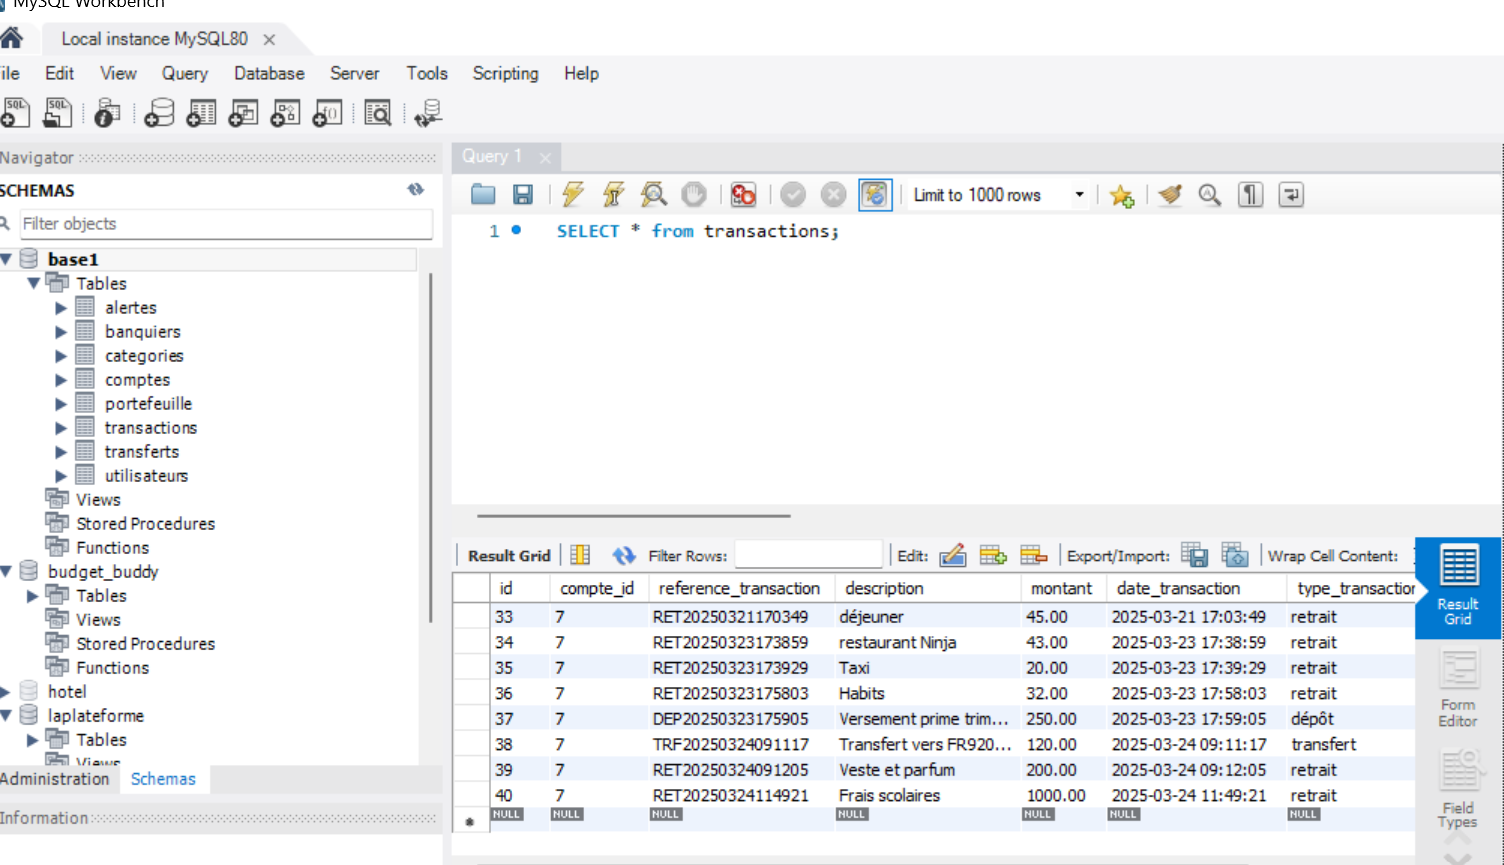 MySQL Workbench
Local instance MySQL80
Edit View Query Database Server Tools Scripting Help
SQL SQL
Navigator
SCHEMAS
Filter objects
base1
Tables
alertes
banquiers
categories
comptes
portefeuille
transactions
transferts
utilisateurs
Views
Stored Procedures
Functions
budget_buddy
Tables
Views
Stored Procedures
Functions
hotel
laplateforme
Tables
Views
Administration Schemas
Information
Query 1
Limit to 1000 rows
1 SELECT * from transactions;
Result Grid Filter Rows: Edit: Export/Import: Wrap Cell Content:
id compte_id reference_transaction description montant date_transaction type_transaction
33 7 RET20250321170349 déjeuner 45.00 2025-03-21 17:03:49 retrait
34 7 RET20250323173859 restaurant Ninja 43.00 2025-03-23 17:38:59 retrait
35 7 RET20250323173929 Taxi 20.00 2025-03-23 17:39:29 retrait
36 7 RET20250323175803 Habits 32.00 2025-03-23 17:58:03 retrait
37 7 DEP20250323175905 Versement prime trim... 250.00 2025-03-23 17:59:05 dépôt
38 7 TRF20250324091117 Transfert vers FR920... 120.00 2025-03-24 09:11:17 transfert
39 7 RET20250324091205 Veste et parfum 200.00 2025-03-24 09:12:05 retrait
40 7 RET20250324114921 Frais scolaires 1000.00 2025-03-24 11:49:21 retrait
NULL NULL NULL NULL NULL NULL NULL
Result
Grid
Form
Editor
Field
Types